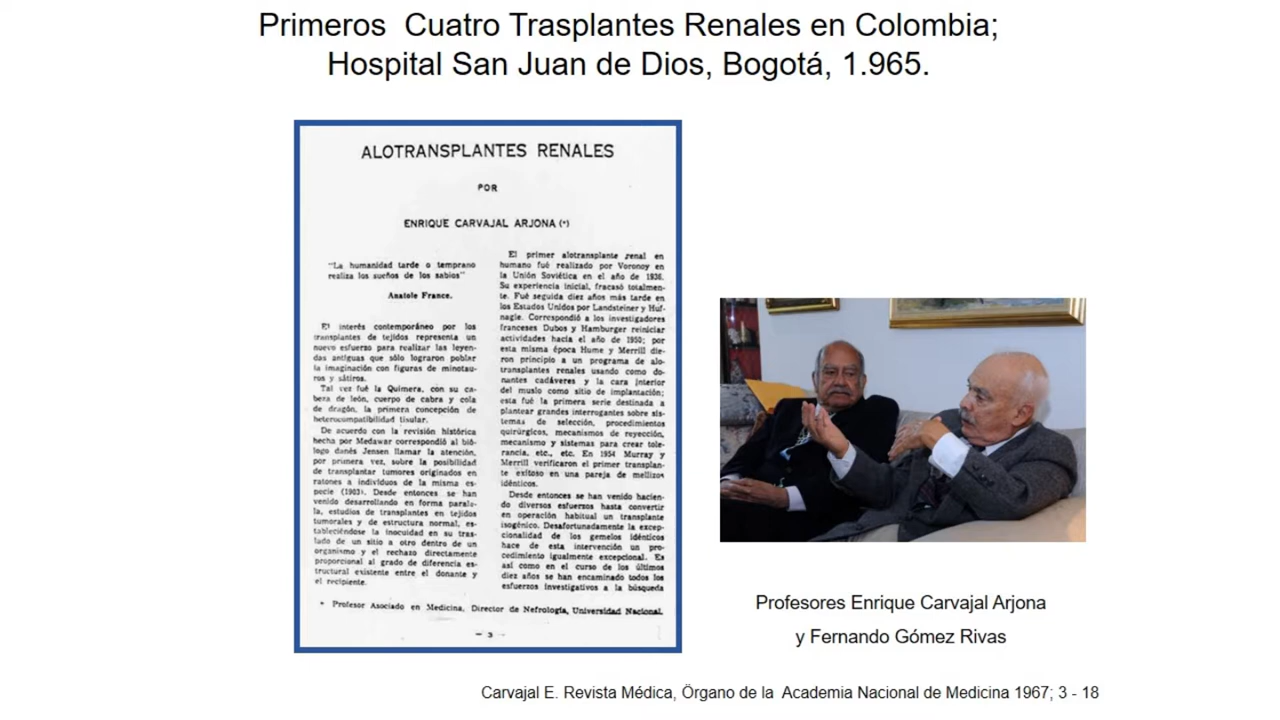 Primeros Cuatro Trasplantes Renales en Colombia;
Hospital San Juan de Dios, Bogotá, 1.965.
ALOTRANSPLANTES RENALES
POR
ENRIQUE CARVAJAL ARJONA (*)
"La humanidad tarde o temprano
realiza los sueños de los sabios"
Anatole France.
El interés contemporáneo por los
transplantes de tejidos representa un
nuevo esfuerzo para realizar las leyen-
das antiguas que sólo lograron poblar
la imaginación con figuras de minotau-
ros y sátiros.
Tal vez fué la Quimera, con su ca-
beza de león, cuerpo de cabra y cola
de dragón, la primera concepción de
heterocompatibilidad tisular.
De acuerdo con la revisión histórica
hecha por Medawar correspondió al bió-
logo danés Jensen llamar la atención,
por primera vez, sobre la posibilidad
de transplantar tumores originados en
ratones a individuos de la misma es-
pecie (1903). Desde entonces se han
venido desarrollando en forma parale-
la, estudios de transplantes en tejidos
tumorales y de estructura normal, es-
tableciéndose la inocuidad en su tras-
lado de un sitio a otro dentro de un
organismo y el rechazo directamente
proporcional al grado de diferencia es-
tructural existente entre el donante y
el recipiente.
El primer alotransplante renal en
humano fué realizado por Voronoy en
la Unión Soviética en el año de 1936.
Su experiencia inicial, fracasó totalmen-
te. Fué seguida diez años más tarde en
los Estados Unidos por Landsteiner y Huf-
nagle. Correspondió a los investigadores
franceses Dubos y Hamburger reiniciar
actividades hacia el año de 1950; por
esta misma época Hume y Merrill die-
ron principio a un programa de alo-
transplantes renales usando como do-
nantes cadáveres y la cara interior
del muslo como sitio de implantación;
esta fué la primera serie destinada a
plantear grandes interrogantes sobre sis-
temas de selección, procedimientos
quirúrgicos, mecanismos de reyección,
mecanismo y sistemas para crear tole-
rancia, etc., etc. En 1954 Murray y
Merrill verificaron el primer transplan-
te exitoso en una pareja de mellizos
idénticos.
Desde entonces se han venido hacien-
do diversos esfuerzos hasta convertir
en operación habitual un transplante
isogénico. Desafortunadamente la excep-
cionalidad de los gemelos idénticos
hace de esta intervención un pro-
cedimiento igualmente excepcional. Es
así como en el curso de los últimos
diez años se han encaminado todos los
esfuerzos investigativos a la búsqueda
* Profesor Asociado en Medicina, Director de Nefrología, Universidad Nacional.
— 3 —
Profesores Enrique Carvajal Arjona
y Fernando Gómez Rivas
Carvajal E. Revista Médica, Örgano de la Academia Nacional de Medicina 1967; 3 - 18